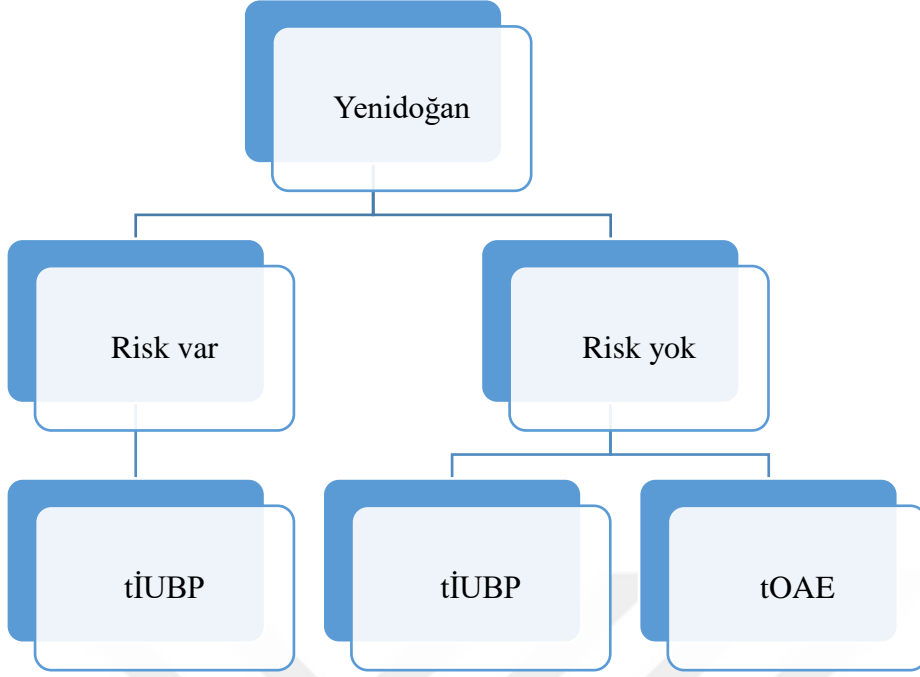 Yenidoğan
Risk var
Risk yok
tİUBP
tİUBP
tOAE